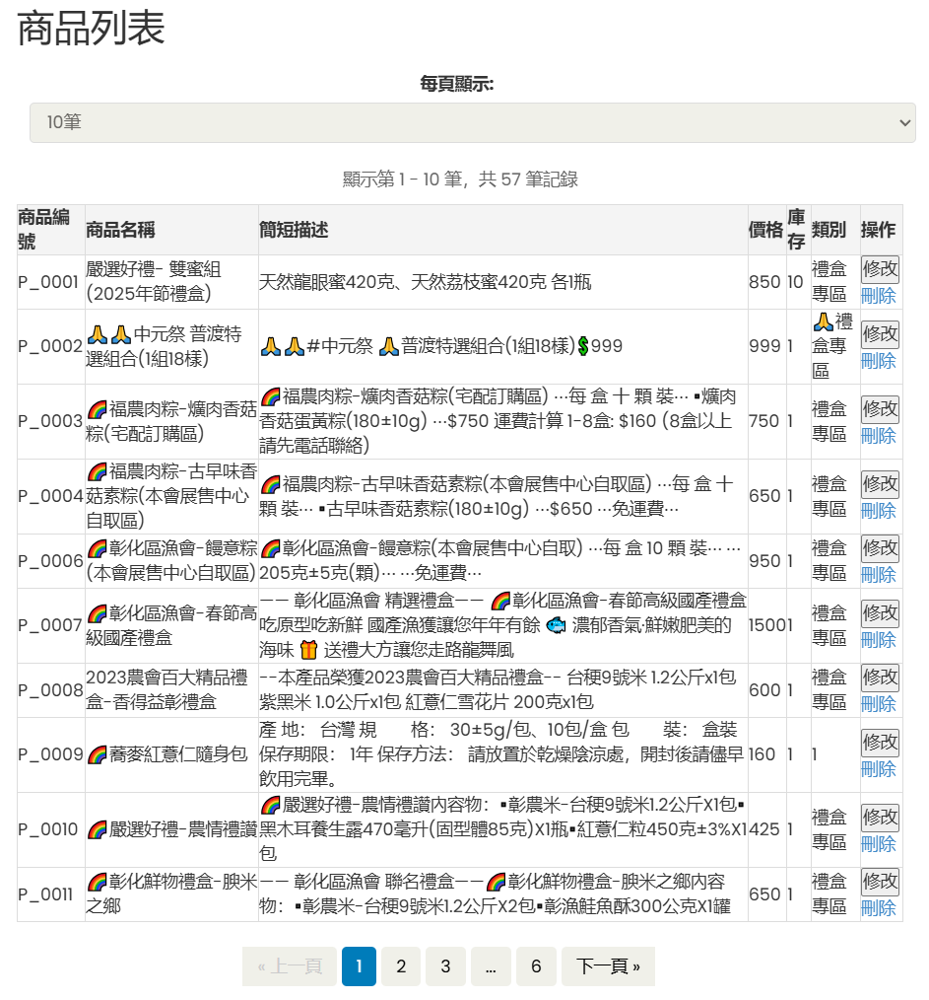 商品列表
每頁顯示:
10筆
顯示第 1 - 10 筆，共 57 筆記錄
商品編號 商品名稱 簡短描述 價格 庫存 類別 操作
P_0001 嚴選好禮- 雙蜜組(2025年節禮盒) 天然龍眼蜜420克、天然荔枝蜜420克 各1瓶 850 10 禮盒專區 修改 刪除
P_0002 🙏🙏中元祭 普渡特選組合(1組18樣) 🙏🙏#中元祭 🙏普渡特選組合(1組18樣)💲999 999 1 🙏禮盒專區 修改 刪除
P_0003 🌈福農肉粽-爌肉香菇粽(宅配訂購區) 🌈福農肉粽-爌肉香菇粽(宅配訂購區) ⋯每 盒 十 顆 裝⋯ ▪爌肉香菇蛋黃粽(180±10g) ⋯$750 運費計算 1-8盒: $160 (8盒以上請先電話聯絡) 750 1 禮盒專區 修改 刪除
P_0004 🌈福農肉粽-古早味香菇素粽(本會展售中心自取區) 🌈福農肉粽-古早味香菇素粽(本會展售中心自取區) ⋯每 盒 十 顆 裝⋯ ▪古早味香菇素粽(180±10g) ⋯$650 ⋯免運費⋯ 650 1 禮盒專區 修改 刪除
P_0006 🌈彰化區漁會-饅意粽(本會展售中心自取區) 🌈彰化區漁會-饅意粽(本會展售中心自取) ⋯每 盒 10 顆 裝⋯ ⋯205克±5克(顆)⋯ ⋯免運費⋯ 950 1 禮盒專區 修改 刪除
P_0007 🌈彰化區漁會-春節高級國產禮盒 —— 彰化區漁會 精選禮盒—— 🌈彰化區漁會-春節高級國產禮盒 吃原型吃新鮮 國產漁獲讓您年年有餘 🐟 濃郁香氣·鮮嫩肥美的海味 🎁 送禮大方讓您走路龍舞風 1500 1 禮盒專區 修改 刪除
P_0008 2023農會百大精品禮盒-香得益彰禮盒 --本產品榮獲2023農會百大精品禮盒-- 台稉9號米 1.2公斤x1包 紫黑米 1.0公斤x1包 紅薏仁雪花片 200克x1包 600 1 禮盒專區 修改 刪除
P_0009 🌈蕎麥紅薏仁隨身包 產 地： 台灣 規　　格： 30±5g/包、10包/盒 包　　裝： 盒裝 保存期限： 1年 保存方法： 請放置於乾燥陰涼處，開封後請儘早飲用完畢。 160 1 1 修改 刪除
P_0010 🌈嚴選好禮-農情禮讚 🌈嚴選好禮-農情禮讚內容物：▪彰農米-台稉9號米1.2公斤X1包▪黑木耳養生露470毫升(固型體85克)X1瓶▪紅薏仁粒450克±3%X1包 425 1 禮盒專區 修改 刪除
P_0011 🌈彰化鮮物禮盒-腴米之鄉 —— 彰化區漁會 聯名禮盒——🌈彰化鮮物禮盒-腴米之鄉內容物：▪彰農米-台稉9號米1.2公斤X2包▪彰漁鮭魚酥300公克X1罐 650 1 禮盒專區 修改 刪除
« 上一頁 1 2 3 ... 6 下一頁 »